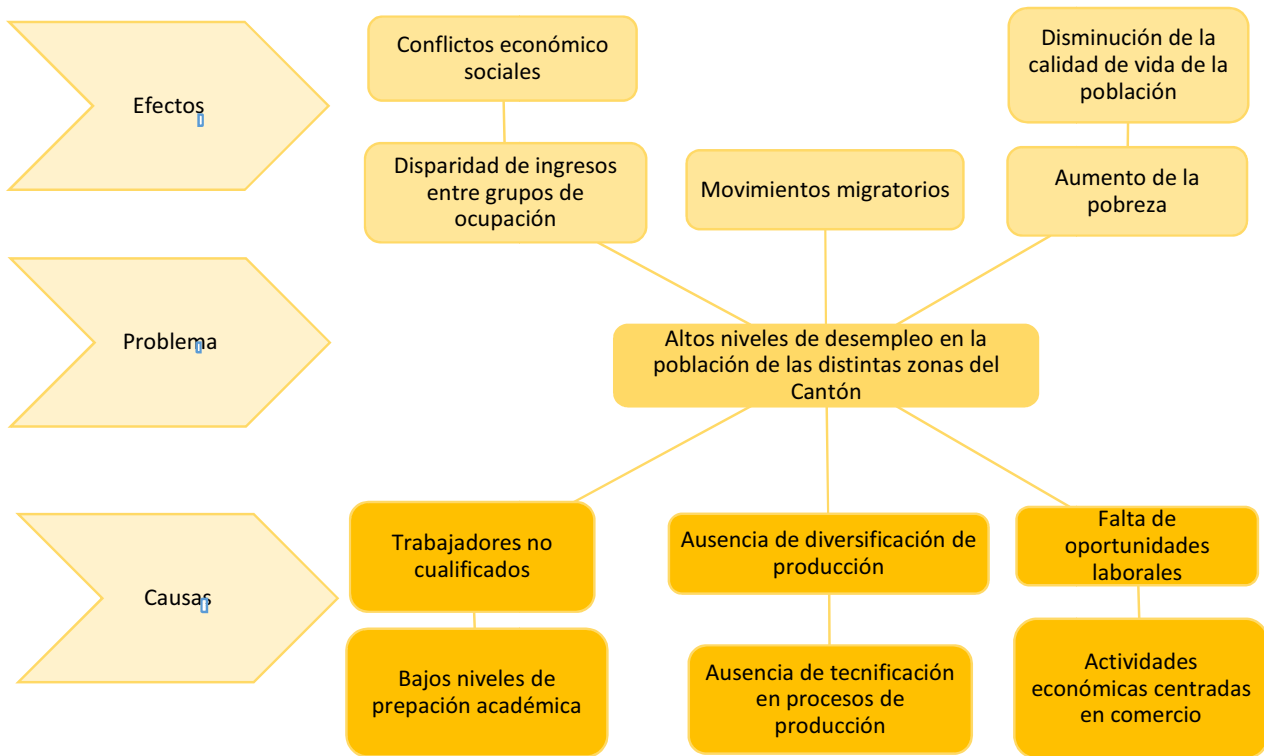 Efectos
Conflictos económico
sociales
Disminución de la
calidad de vida de la
población
Disparidad de ingresos
entre grupos de
ocupación
Movimientos migratorios
Aumento de la
pobreza
Problema
Altos niveles de desempleo en la
población de las distintas zonas del
Cantón
Causas
Trabajadores no
cualificados
Ausencia de diversificación de
producción
Falta de
oportunidades
laborales
Bajos niveles de
prepación académica
Ausencia de tecnificación
en procesos de
producción
Actividades
económicas centradas
en comercio